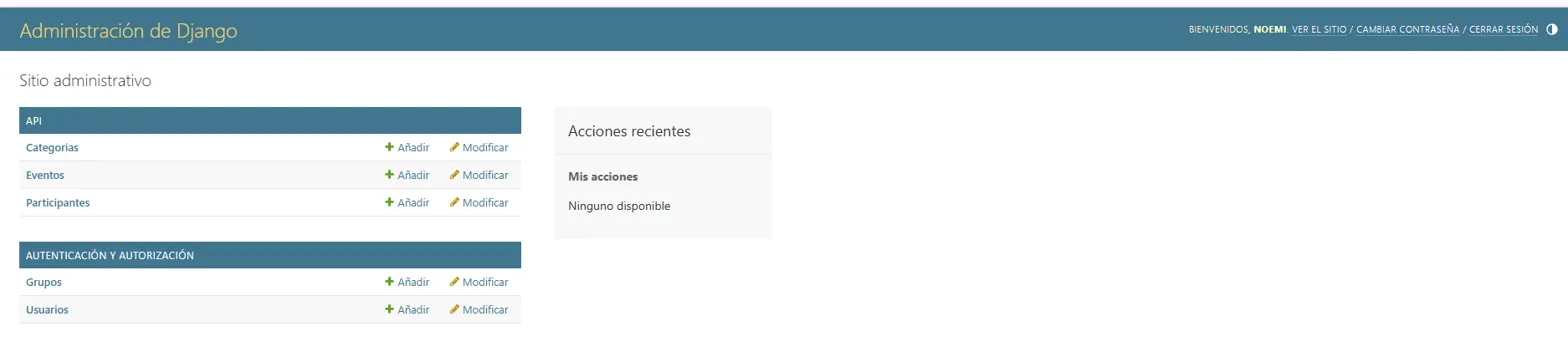 Administración de Django
BIENVENIDOS, NOEMI. VER EL SITIO / CAMBIAR CONTRASEÑA / CERRAR SESIÓN
Sitio administrativo
API
Categorias Añadir Modificar
Eventos Añadir Modificar
Participantes Añadir Modificar
AUTENTICACIÓN Y AUTORIZACIÓN
Grupos Añadir Modificar
Usuarios Añadir Modificar
Acciones recientes
Mis acciones
Ninguno disponible